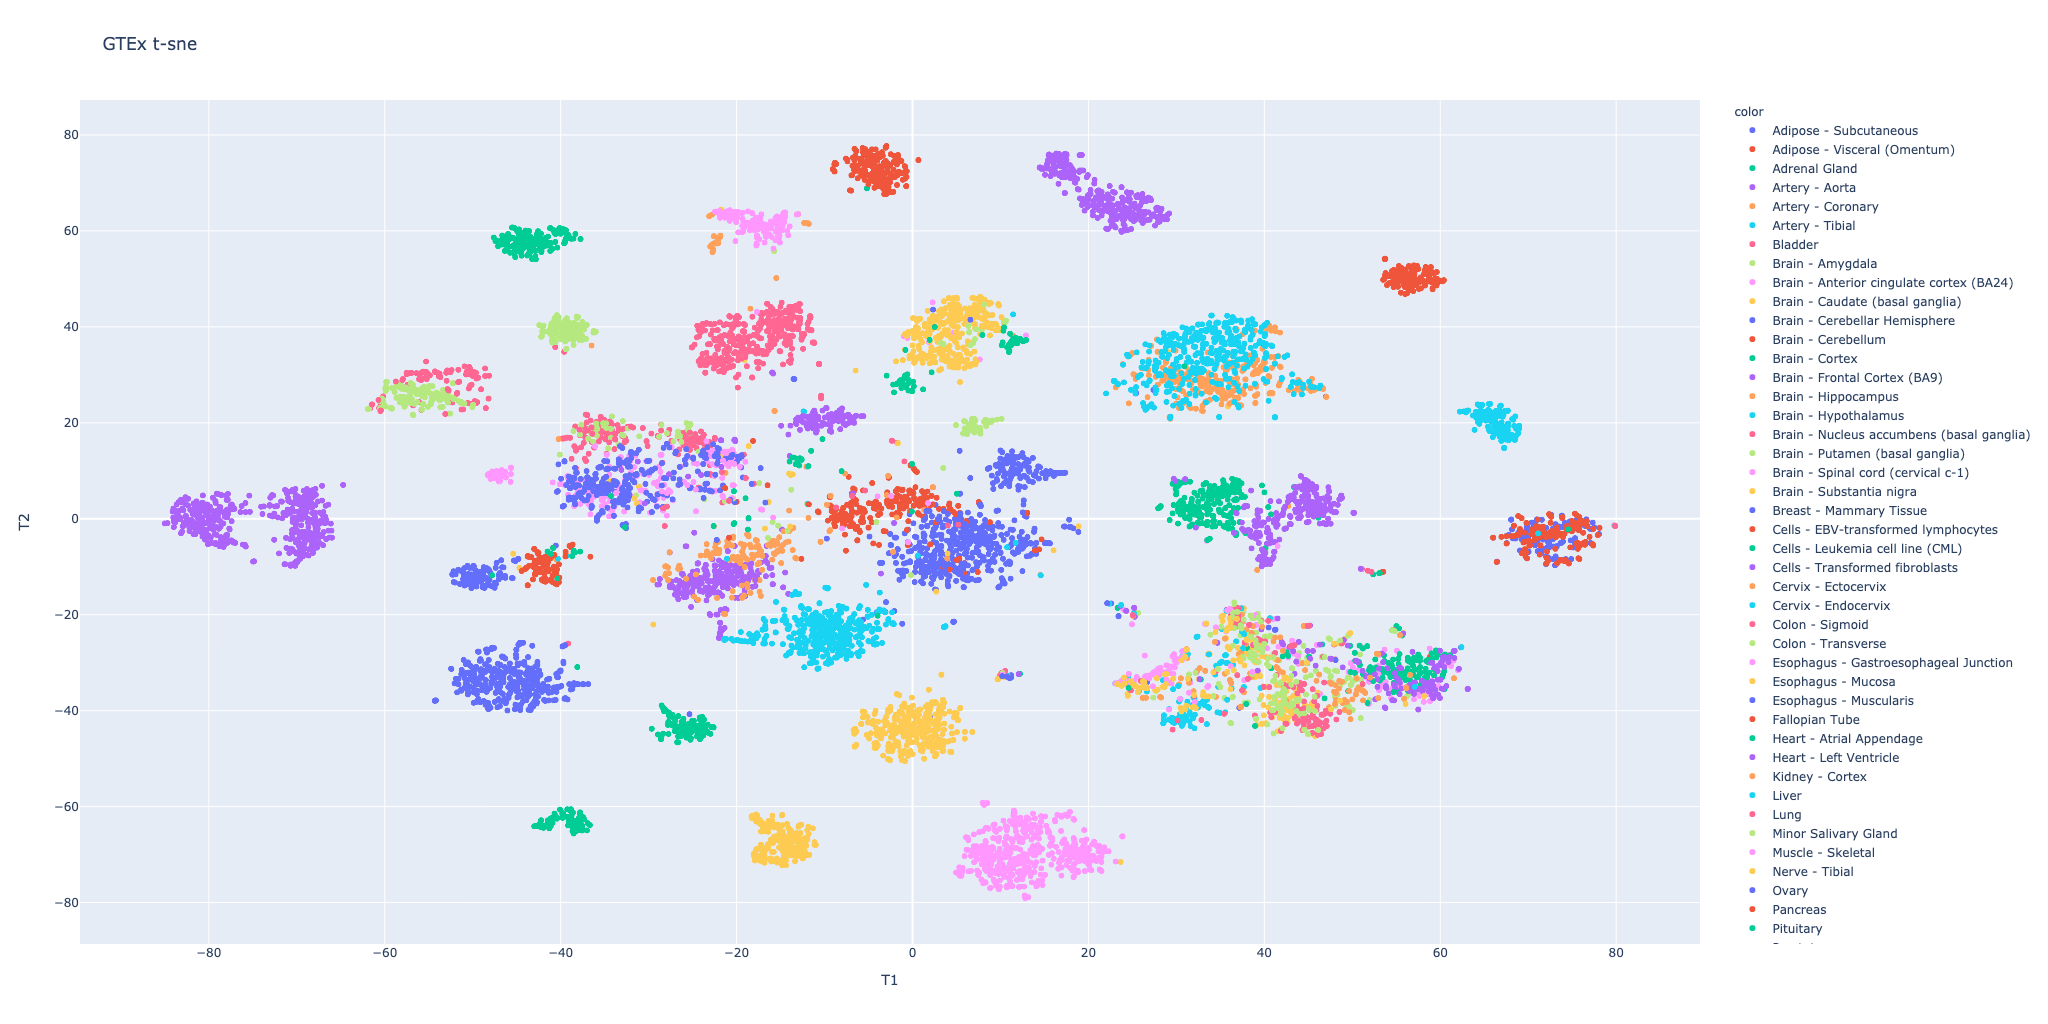 GTEx t-sne
80
60
40
20
0
−20
−40
−60
−80
T2
−80
−60
−40
−20
0
20
40
60
80
T1
color
Adipose - Subcutaneous
Adipose - Visceral (Omentum)
Adrenal Gland
Artery - Aorta
Artery - Coronary
Artery - Tibial
Bladder
Brain - Amygdala
Brain - Anterior cingulate cortex (BA24)
Brain - Caudate (basal ganglia)
Brain - Cerebellar Hemisphere
Brain - Cerebellum
Brain - Cortex
Brain - Frontal Cortex (BA9)
Brain - Hippocampus
Brain - Hypothalamus
Brain - Nucleus accumbens (basal ganglia)
Brain - Putamen (basal ganglia)
Brain - Spinal cord (cervical c-1)
Brain - Substantia nigra
Breast - Mammary Tissue
Cells - EBV-transformed lymphocytes
Cells - Leukemia cell line (CML)
Cells - Transformed fibroblasts
Cervix - Ectocervix
Cervix - Endocervix
Colon - Sigmoid
Colon - Transverse
Esophagus - Gastroesophageal Junction
Esophagus - Mucosa
Esophagus - Muscularis
Fallopian Tube
Heart - Atrial Appendage
Heart - Left Ventricle
Kidney - Cortex
Liver
Lung
Minor Salivary Gland
Muscle - Skeletal
Nerve - Tibial
Ovary
Pancreas
Pituitary